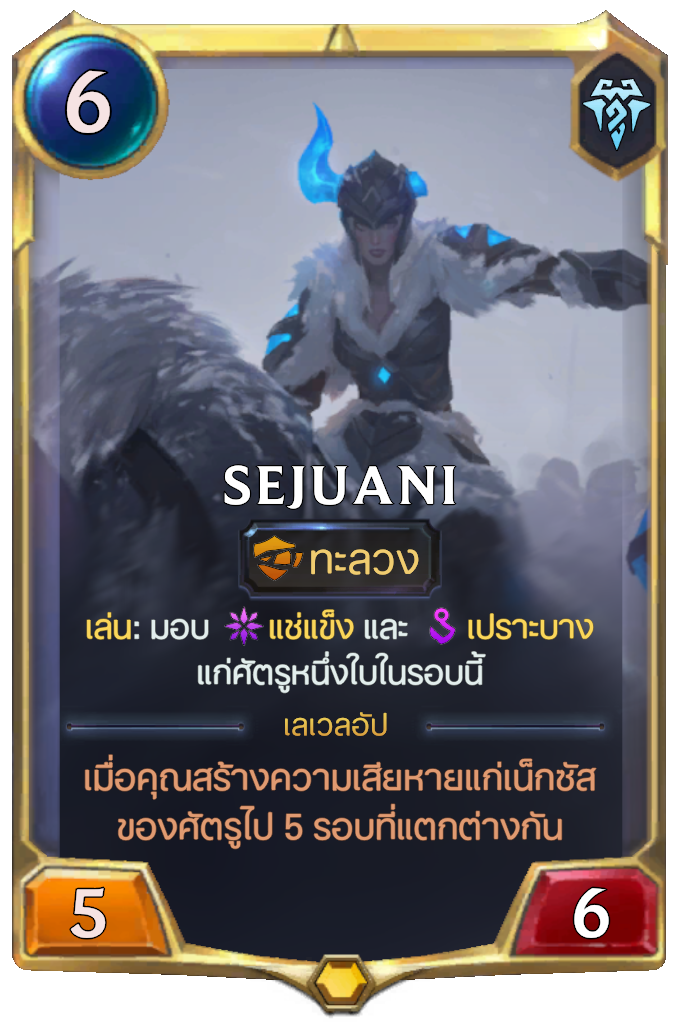 6
SEJUANI
ทะลวง
เล่น: มอบ แช่แข็ง และ เปราะบาง
แก่ศัตรูหนึ่งใบในรอบนี้
เลเวลอัป
เมื่อคุณสร้างความเสียหายแก่เน็กซัส
ของศัตรูไป 5 รอบที่แตกต่างกัน
5
6